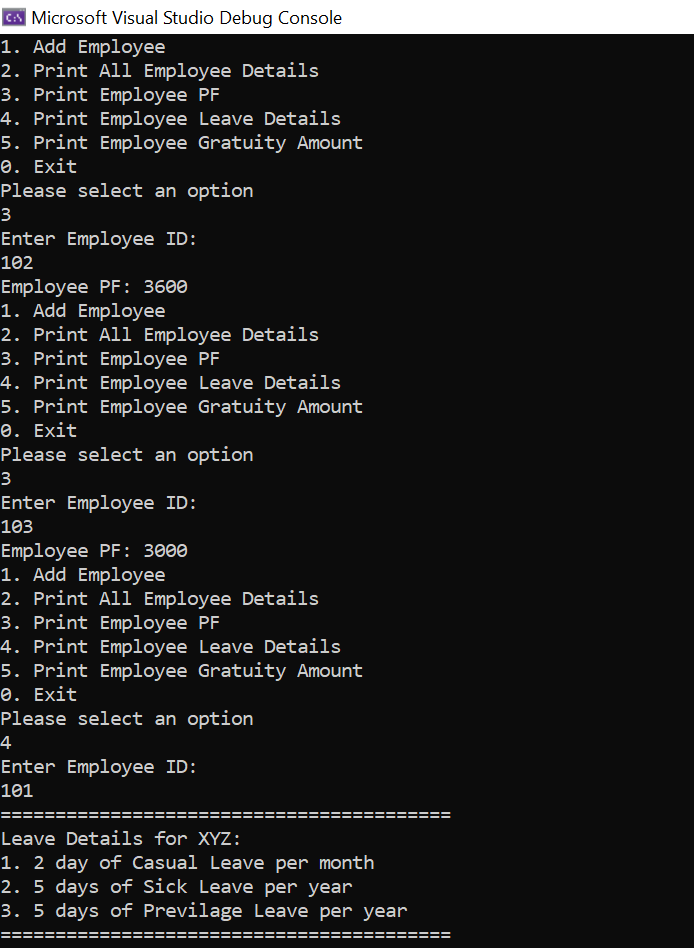 Microsoft Visual Studio Debug Console
1. Add Employee
2. Print All Employee Details
3. Print Employee PF
4. Print Employee Leave Details
5. Print Employee Gratuity Amount
0. Exit
Please select an option
3
Enter Employee ID:
102
Employee PF: 3600
1. Add Employee
2. Print All Employee Details
3. Print Employee PF
4. Print Employee Leave Details
5. Print Employee Gratuity Amount
0. Exit
Please select an option
3
Enter Employee ID:
103
Employee PF: 3000
1. Add Employee
2. Print All Employee Details
3. Print Employee PF
4. Print Employee Leave Details
5. Print Employee Gratuity Amount
0. Exit
Please select an option
4
Enter Employee ID:
101
=========================================
Leave Details for XYZ:
1. 2 day of Casual Leave per month
2. 5 days of Sick Leave per year
3. 5 days of Previlage Leave per year
=========================================